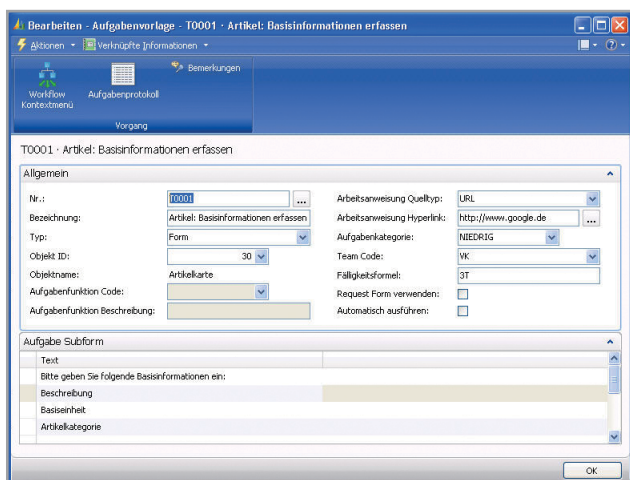 Bearbeiten - Aufgabenvorlage - T0001 · Artikel: Basisinformationen erfassen
Aktionen Verknüpfte Informationen
Workflow Kontextmenü
Aufgabenprotokoll
Bemerkungen
Vorgang
T0001 · Artikel: Basisinformationen erfassen
Allgemein
Nr.: T0001 ...
Bezeichnung: Artikel: Basisinformationen erfassen
Typ: Form
Objekt ID: 30
Objektname: Artikelkarte
Aufgabenfunktion Code:
Aufgabenfunktion Beschreibung:
Arbeitsanweisung Quelltyp: URL
Arbeitsanweisung Hyperlink: http://www.google.de ...
Aufgabenkategorie: NIEDRIG
Team Code: VK
Fälligkeitsformel: 3T
Request Form verwenden:
Automatisch ausführen:
Aufgabe Subform
Text
Bitte geben Sie folgende Basisinformationen ein:
Beschreibung
Basiseinheit
Artikelkategorie
OK